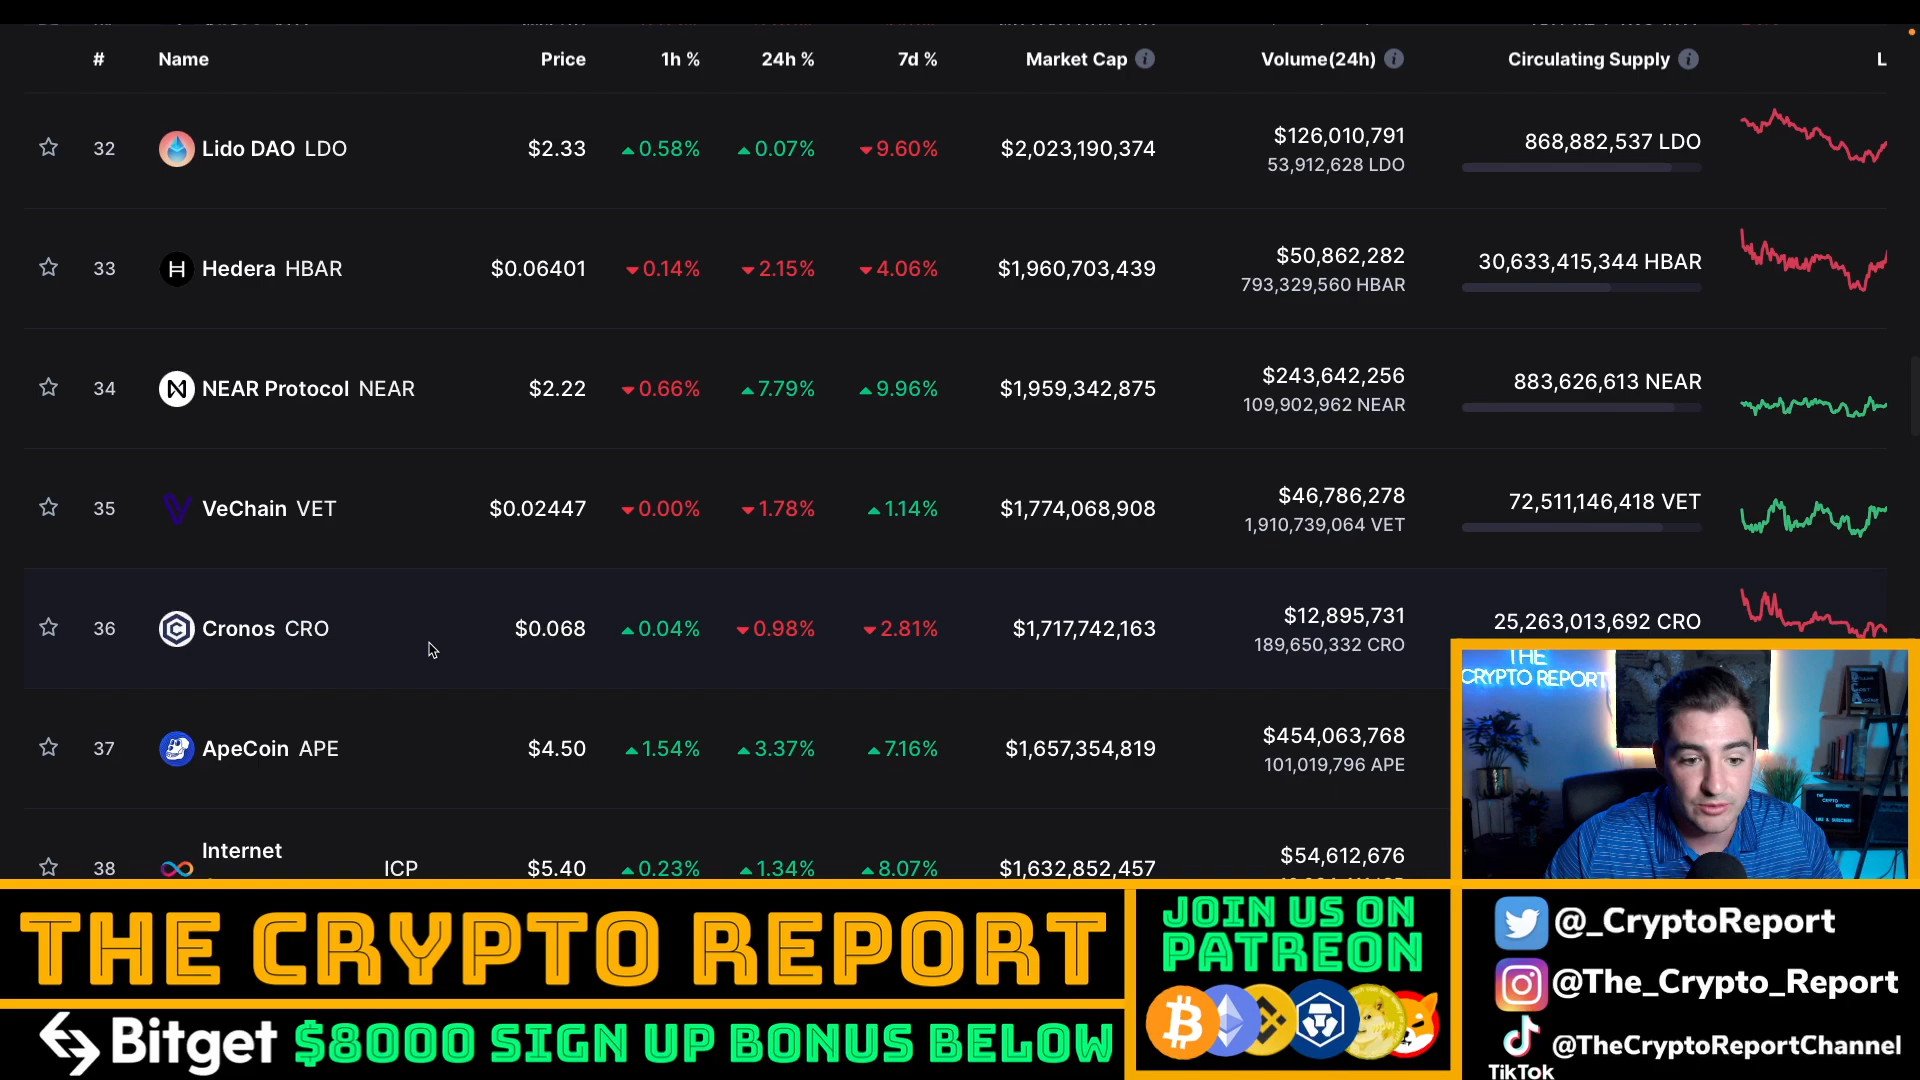 # Name Price 1h % 24h % 7d % Market Cap Volume(24h) Circulating Supply L
32 Lido DAO LDO $2.33 0.58% 0.07% 9.60% $2,023,190,374 $126,010,791 868,882,537 LDO
53,912,628 LDO
33 Hedera HBAR $0.06401 0.14% 2.15% 4.06% $1,960,703,439 $50,862,282 30,633,415,344 HBAR
793,329,560 HBAR
34 NEAR Protocol NEAR $2.22 0.66% 7.79% 9.96% $1,959,342,875 $243,642,256 883,626,613 NEAR
109,902,962 NEAR
35 VeChain VET $0.02447 0.00% 1.78% 1.14% $1,774,068,908 $46,786,278 72,511,146,418 VET
1,910,739,064 VET
36 Cronos CRO $0.068 0.04% 0.98% 2.81% $1,717,742,163 $12,895,731 25,263,013,692 CRO
189,650,332 CRO
37 ApeCoin APE $4.50 1.54% 3.37% 7.16% $1,657,354,819 $454,063,768
101,019,796 APE
38 Internet ICP $5.40 0.23% 1.34% 8.07% $1,632,852,457 $54,612,676
THE
CRYPTO REPORT
THE CRYPTO REPORT
Bitget $8000 SIGN UP BONUS BELOW
JOIN US ON
PATREON
@_CryptoReport
@The_Crypto_Report
@TheCryptoReportChannel
TikTok